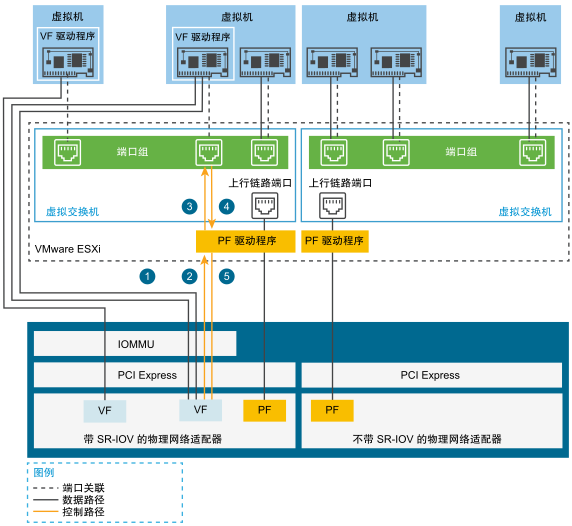 虚拟机
虚拟机
虚拟机
虚拟机
VF 驱动程序
VF 驱动程序
端口组
端口组
上行链路端口
上行链路端口
3
4
虚拟交换机
虚拟交换机
PF 驱动程序
PF 驱动程序
VMware ESXi
1
2
5
IOMMU
PCI Express
PCI Express
VF
VF
PF
PF
带 SR-IOV 的物理网络适配器
不带 SR-IOV 的物理网络适配器
图例
端口关联
数据路径
控制路径